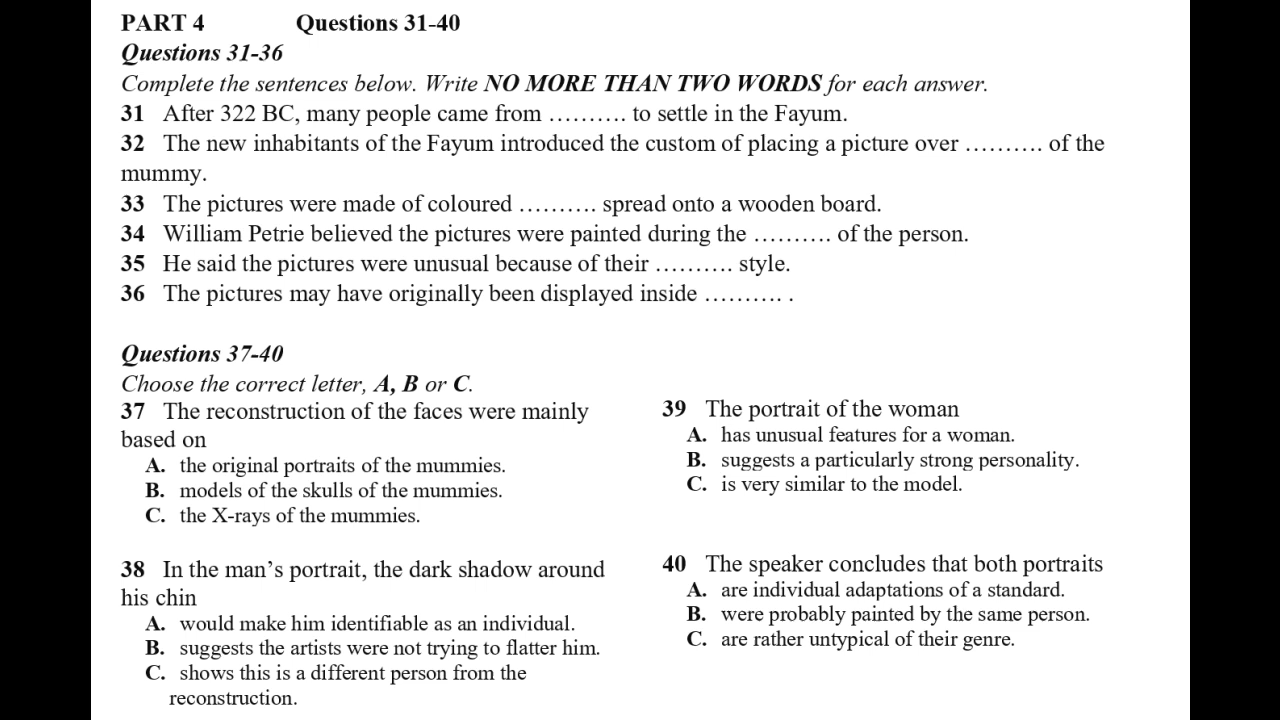 PART 4 Questions 31-40
Questions 31-36
Complete the sentences below. Write NO MORE THAN TWO WORDS for each answer.
31 After 322 BC, many people came from ………. to settle in the Fayum.
32 The new inhabitants of the Fayum introduced the custom of placing a picture over ………. of the
mummy.
33 The pictures were made of coloured ………. spread onto a wooden board.
34 William Petrie believed the pictures were painted during the ………. of the person.
35 He said the pictures were unusual because of their ………. style.
36 The pictures may have originally been displayed inside ………. .
Questions 37-40
Choose the correct letter, A, B or C.
37 The reconstruction of the faces were mainly
based on
A. the original portraits of the mummies.
B. models of the skulls of the mummies.
C. the X-rays of the mummies.
38 In the man’s portrait, the dark shadow around
his chin
A. would make him identifiable as an individual.
B. suggests the artists were not trying to flatter him.
C. shows this is a different person from the
reconstruction.
39 The portrait of the woman
A. has unusual features for a woman.
B. suggests a particularly strong personality.
C. is very similar to the model.
40 The speaker concludes that both portraits
A. are individual adaptations of a standard.
B. were probably painted by the same person.
C. are rather untypical of their genre.